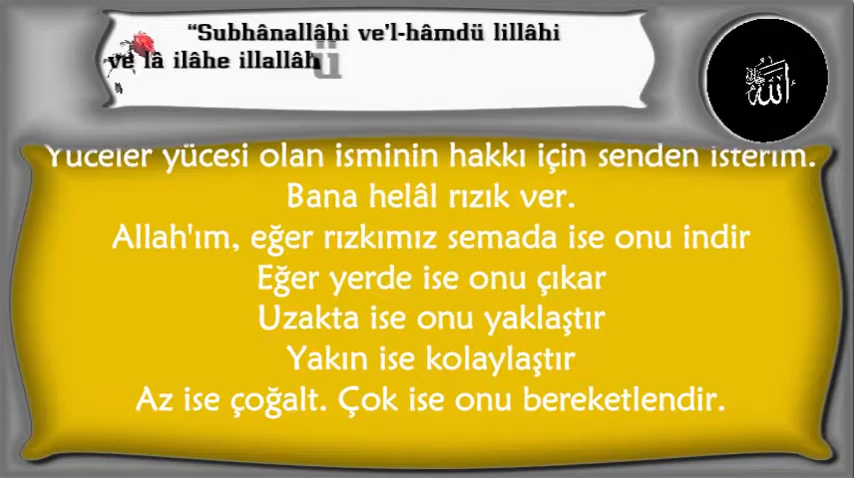 “Subhânallâhi ve'l-hâmdü lillâhi
ve lâ ilâhe illallâhü
Yüceler yücesi olan isminin hakkı için senden isterim.
Bana helâl rızık ver.
Allah'ım, eğer rızkımız semada ise onu indir
Eğer yerde ise onu çıkar
Uzakta ise onu yaklaştır
Yakın ise kolaylaştır
Az ise çoğalt. Çok ise onu bereketlendir.
الله